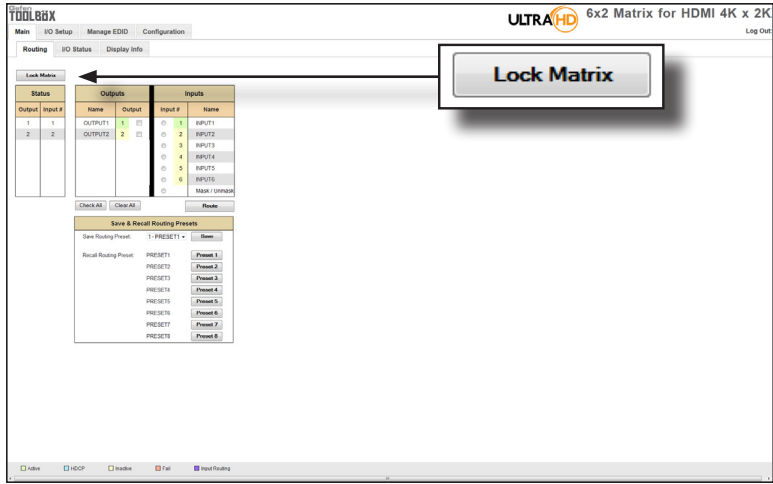 Gefen
TOOLBOX
ULTRA HD
6x2 Matrix for HDMI 4K x 2K
Main I/O Setup Manage EDID Configuration
Log Out
Routing I/O Status Display Info
Lock Matrix
Lock Matrix
Status Outputs Inputs
Output Input # Name Output Input # Name
1 1 OUTPUT1 1 1 INPUT1
2 2 OUTPUT2 2 2 INPUT2
3 INPUT3
4 INPUT4
5 INPUT5
6 INPUT6
Mask / Unmask
Check All Clear All Route
Save & Recall Routing Presets
Save Routing Preset: 1 - PRESET1 Save
Recall Routing Preset: PRESET1 Preset 1
PRESET2 Preset 2
PRESET3 Preset 3
PRESET4 Preset 4
PRESET5 Preset 5
PRESET6 Preset 6
PRESET7 Preset 7
PRESET8 Preset 8
Active HDCP Inactive Fail Input Routing